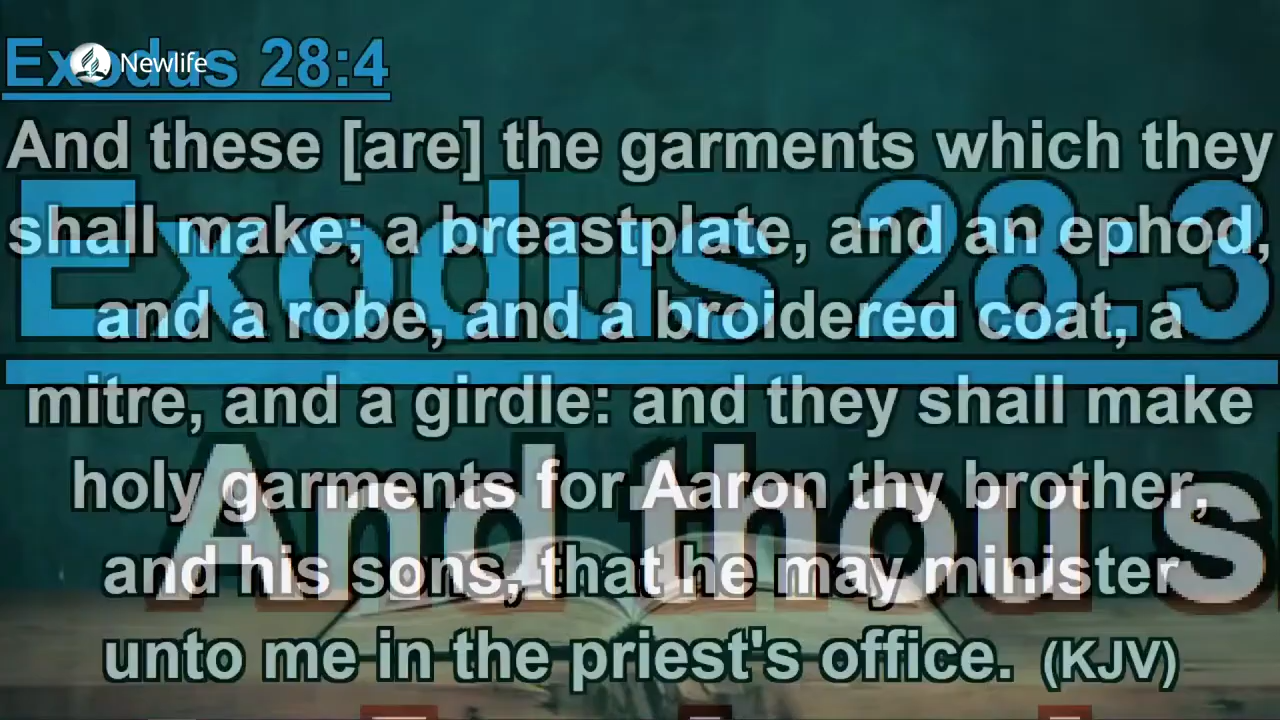 Exodus 28:4
Newlife
And these [are] the garments which they
shall make; a breastplate, and an ephod,
and a robe, and a broidered coat, a
mitre, and a girdle: and they shall make
holy garments for Aaron thy brother,
and his sons, that he may minister
unto me in the priest's office. (KJV)
Exodus 28:3
And thou s